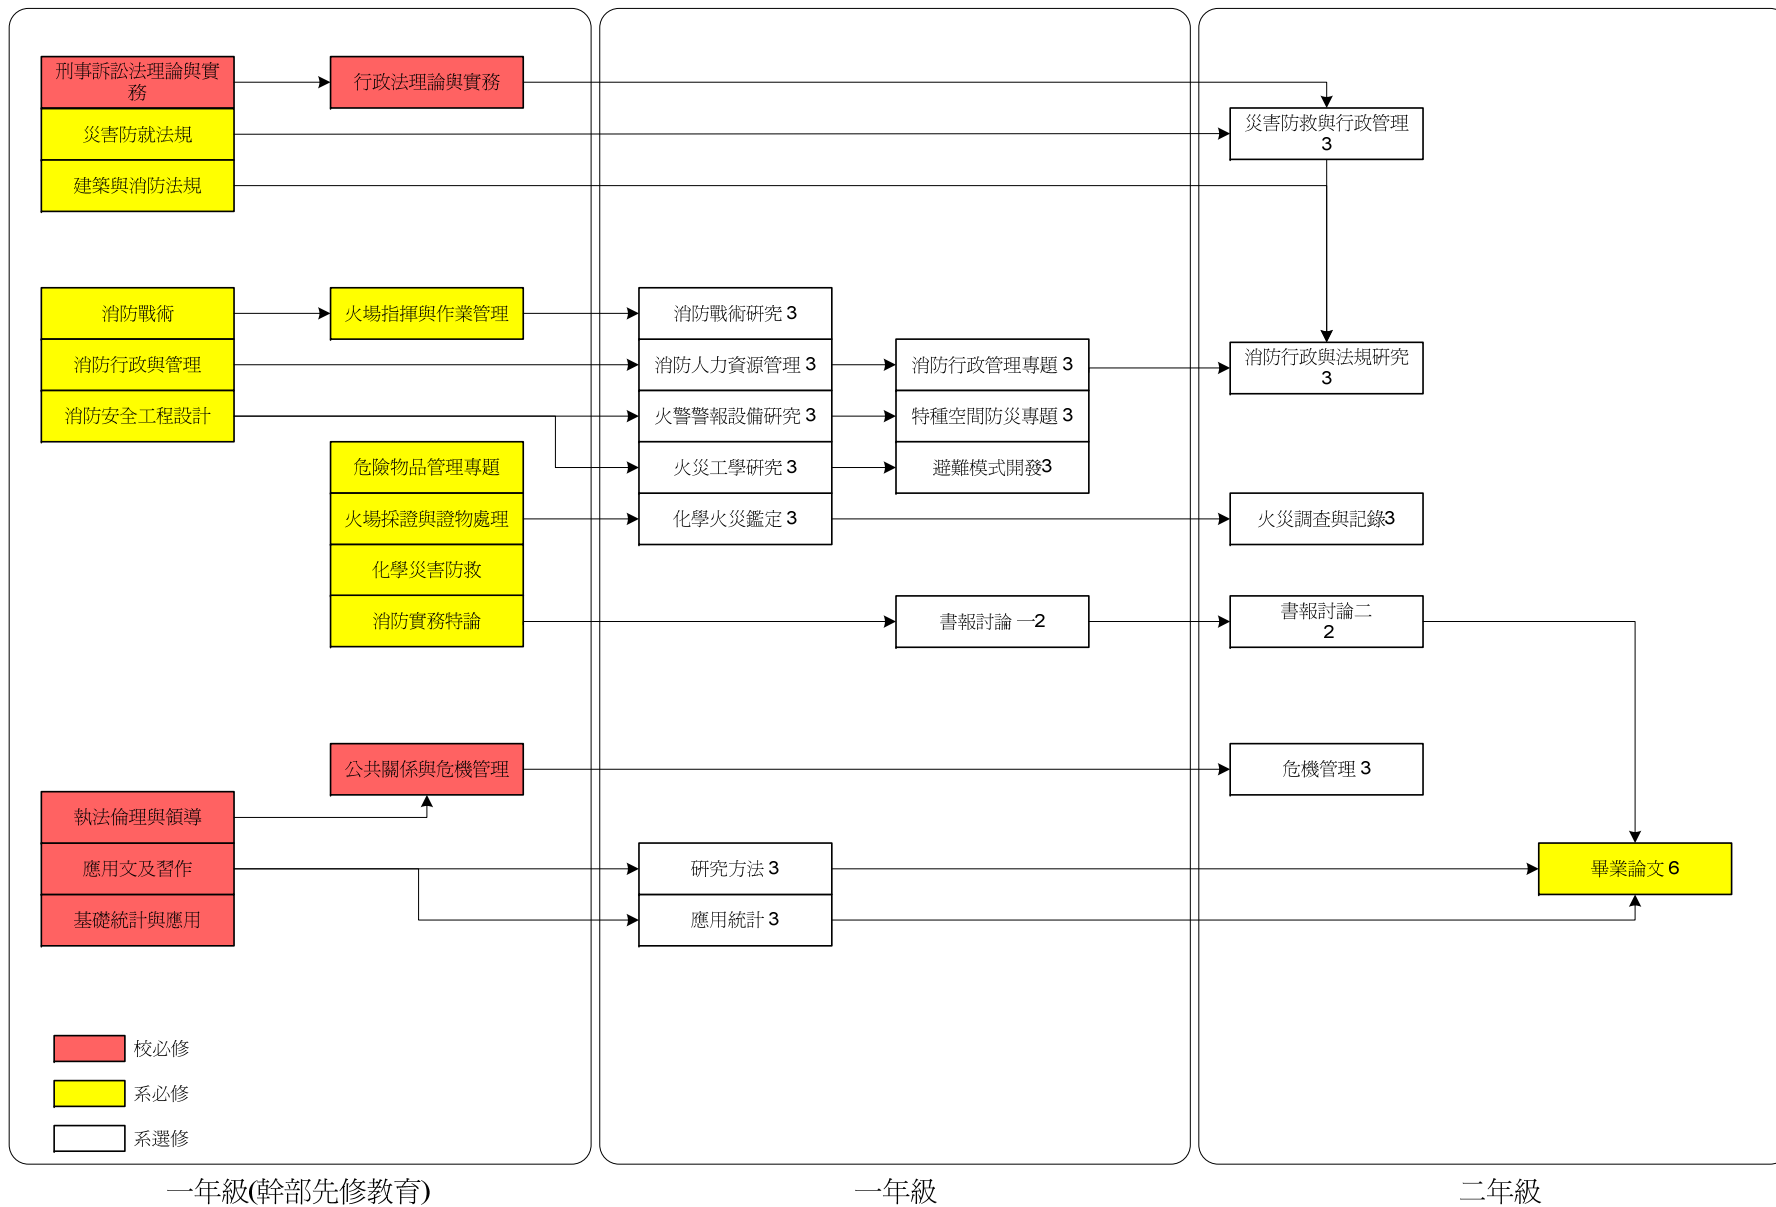 刑事訴訟法理論與實
務
行政法理論與實務
災害防就法規
災害防救與行政管理
3
建築與消防法規
消防戰術
火場指揮與作業管理
消防戰術研究 3
消防行政與管理
消防人力資源管理 3
消防行政管理專題 3
消防行政與法規研究
3
消防安全工程設計
火警警報設備研究 3
特種空間防災專題 3
危險物品管理專題
火災工學研究 3
避難模式開發3
火場採證與證物處理
化學火災鑑定 3
火災調查與記錄3
化學災害防救
消防實務特論
書報討論 一2
書報討論二
2
公共關係與危機管理
危機管理 3
執法倫理與領導
應用文及習作
研究方法 3
畢業論文 6
基礎統計與應用
應用統計 3
校必修
系必修
系選修
一年級(幹部先修教育)
一年級
二年級